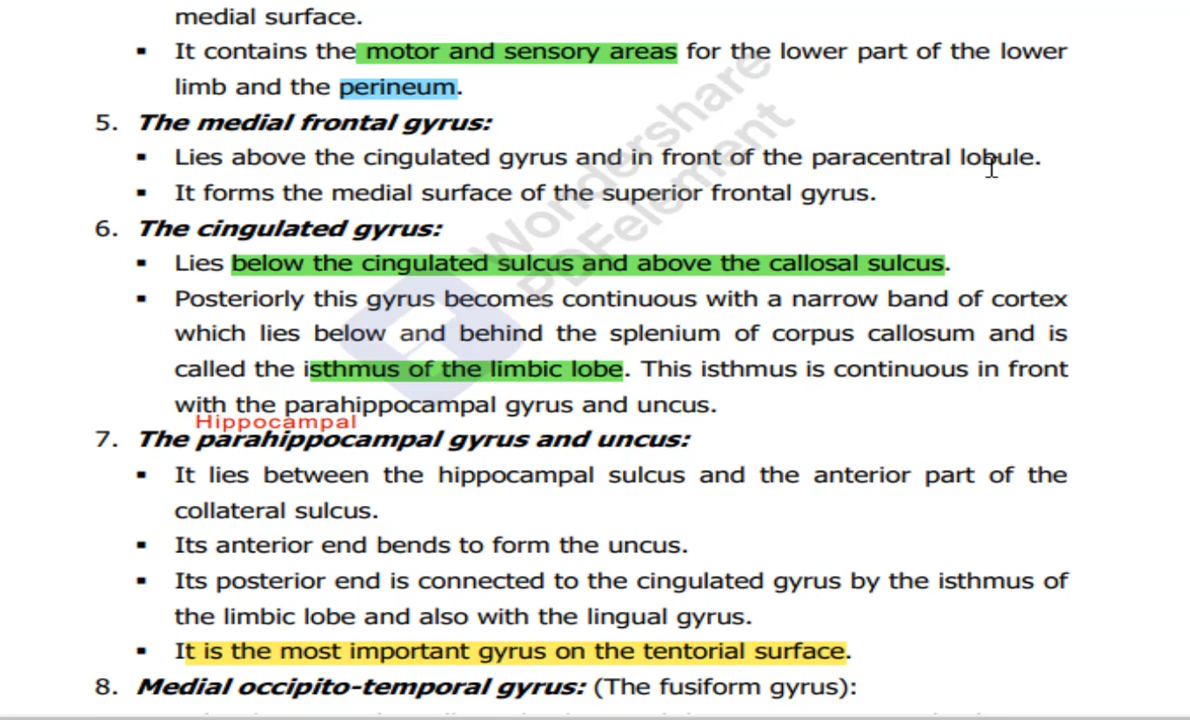 medial surface.
▪ It contains the motor and sensory areas for the lower part of the lower
limb and the perineum.
5. The medial frontal gyrus:
▪ Lies above the cingulated gyrus and in front of the paracentral lobule.
▪ It forms the medial surface of the superior frontal gyrus.
6. The cingulated gyrus:
▪ Lies below the cingulated sulcus and above the callosal sulcus.
▪ Posteriorly this gyrus becomes continuous with a narrow band of cortex
which lies below and behind the splenium of corpus callosum and is
called the isthmus of the limbic lobe. This isthmus is continuous in front
with the parahippocampal gyrus and uncus.
Hippocampal
7. The parahippocampal gyrus and uncus:
▪ It lies between the hippocampal sulcus and the anterior part of the
collateral sulcus.
▪ Its anterior end bends to form the uncus.
▪ Its posterior end is connected to the cingulated gyrus by the isthmus of
the limbic lobe and also with the lingual gyrus.
▪ It is the most important gyrus on the tentorial surface.
8. Medial occipito-temporal gyrus: (The fusiform gyrus):
Wondershare
PDFelement